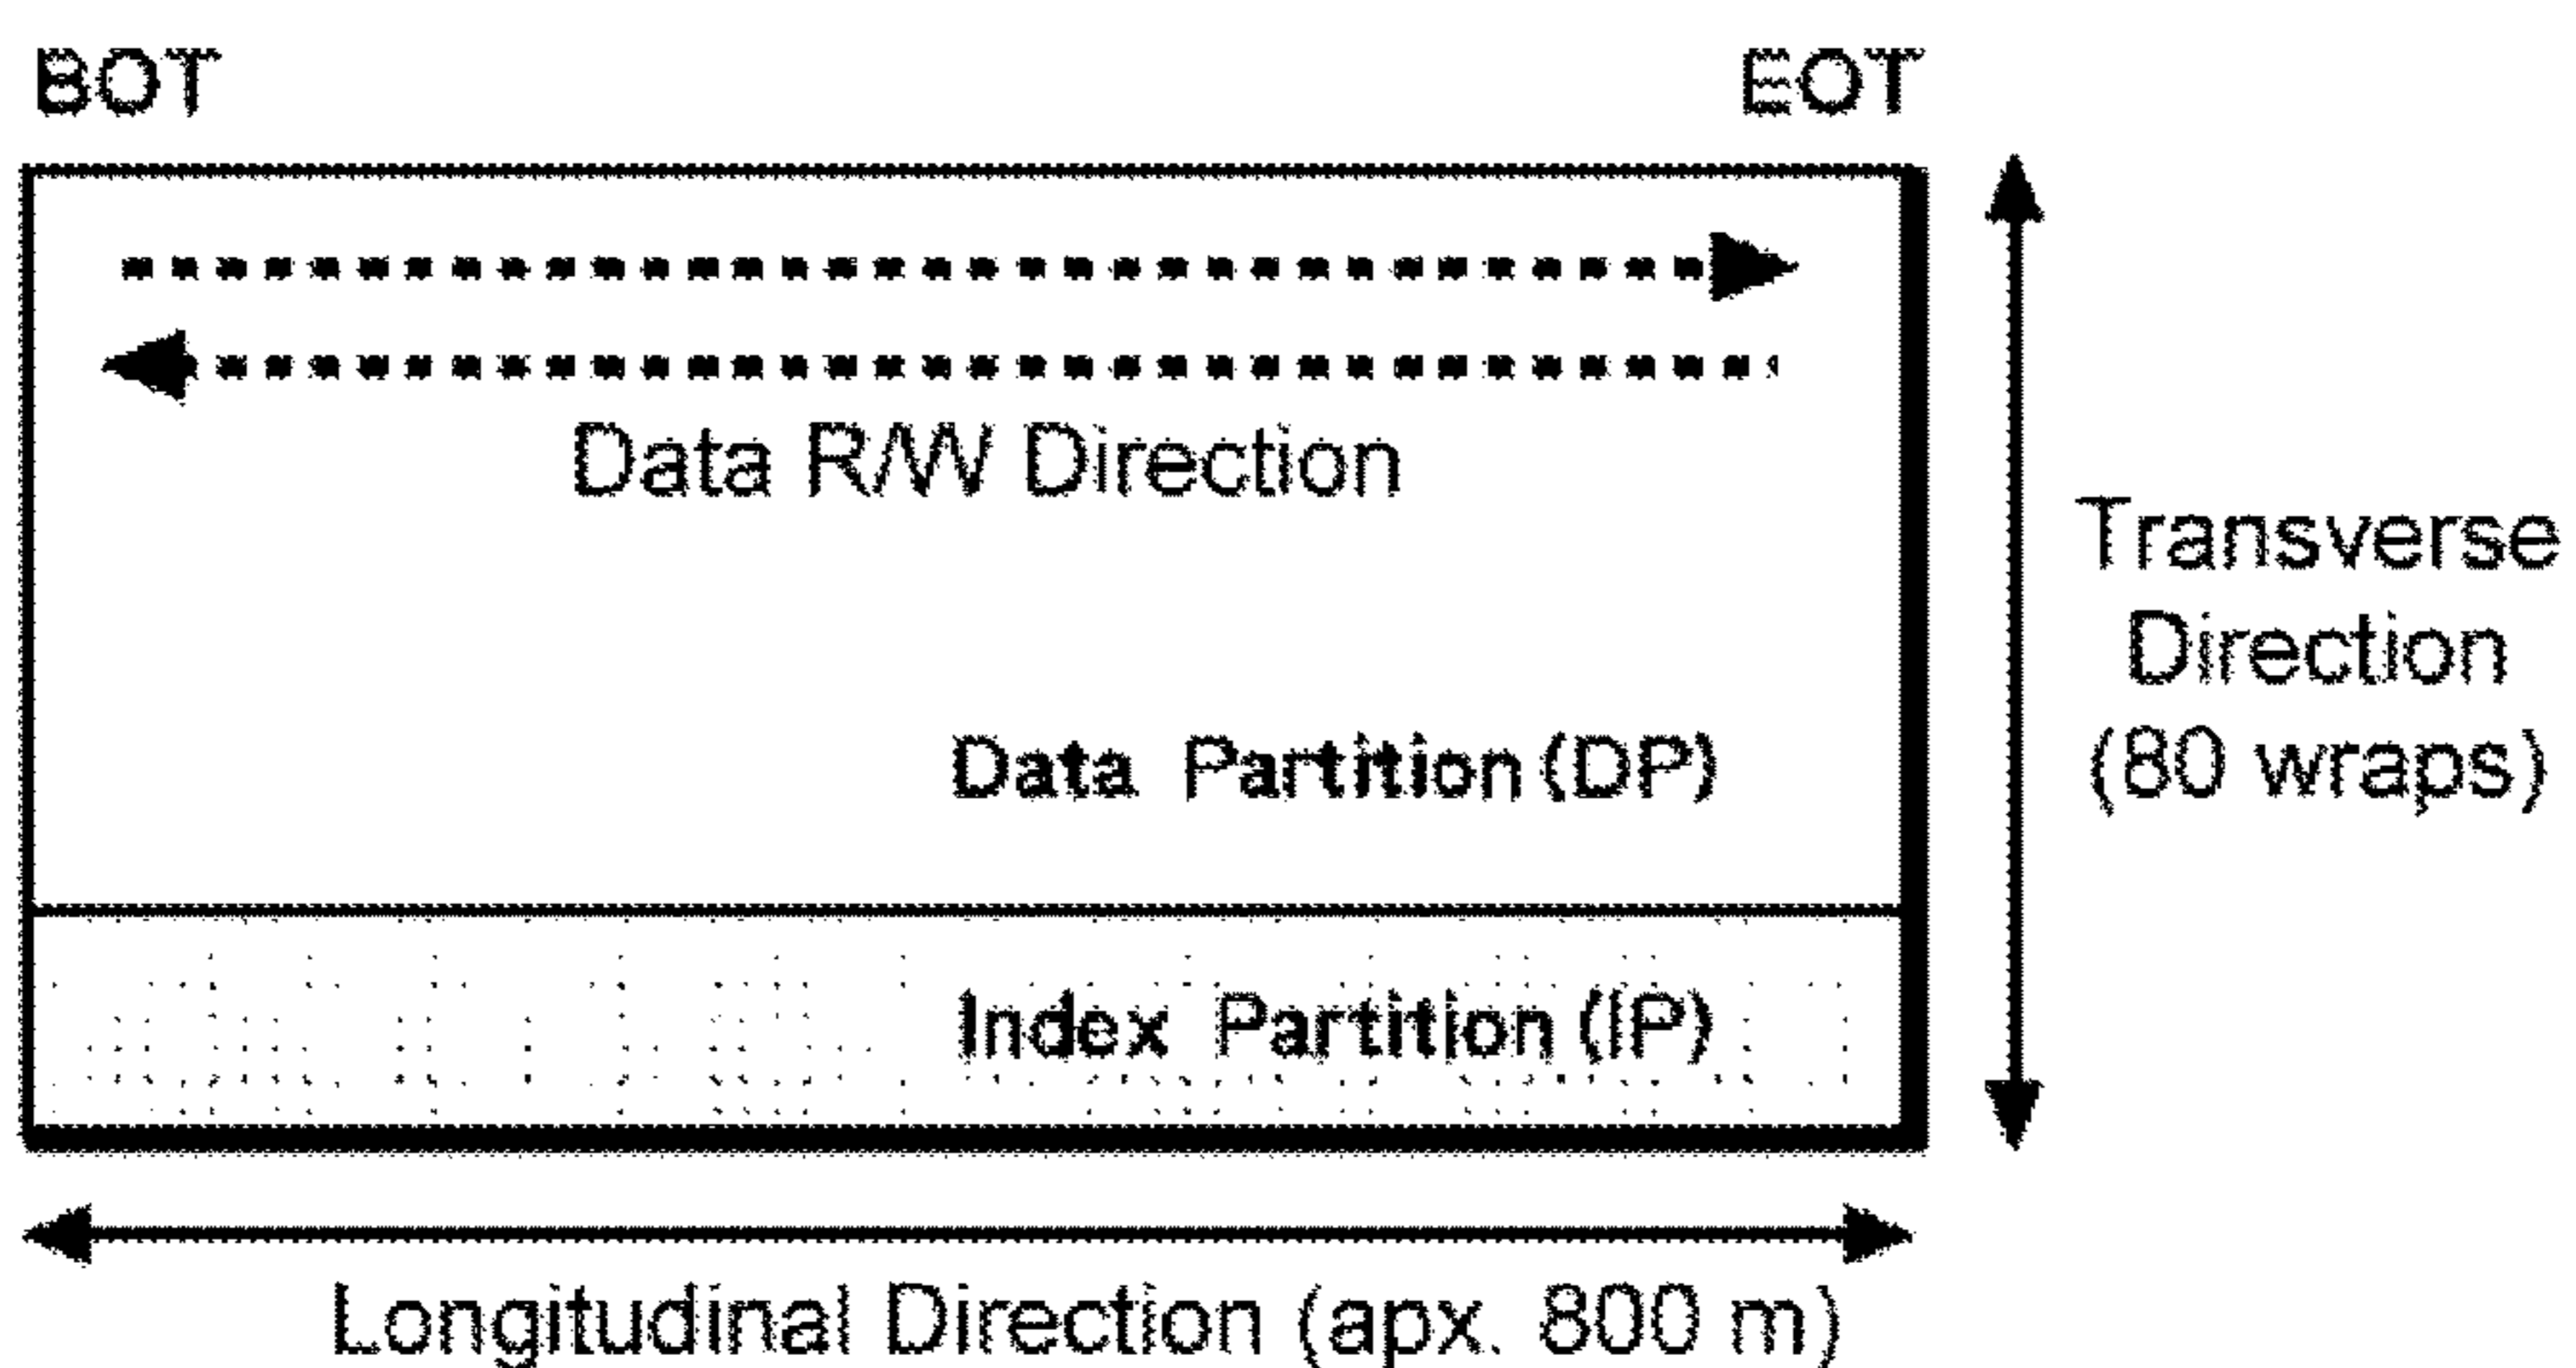 BOT
EOT
Data R/W Direction
Transverse
Direction
(80 wraps)
Data Partition (DP)
Index Partition (IP)
Longitudinal Direction (apx. 800 m)